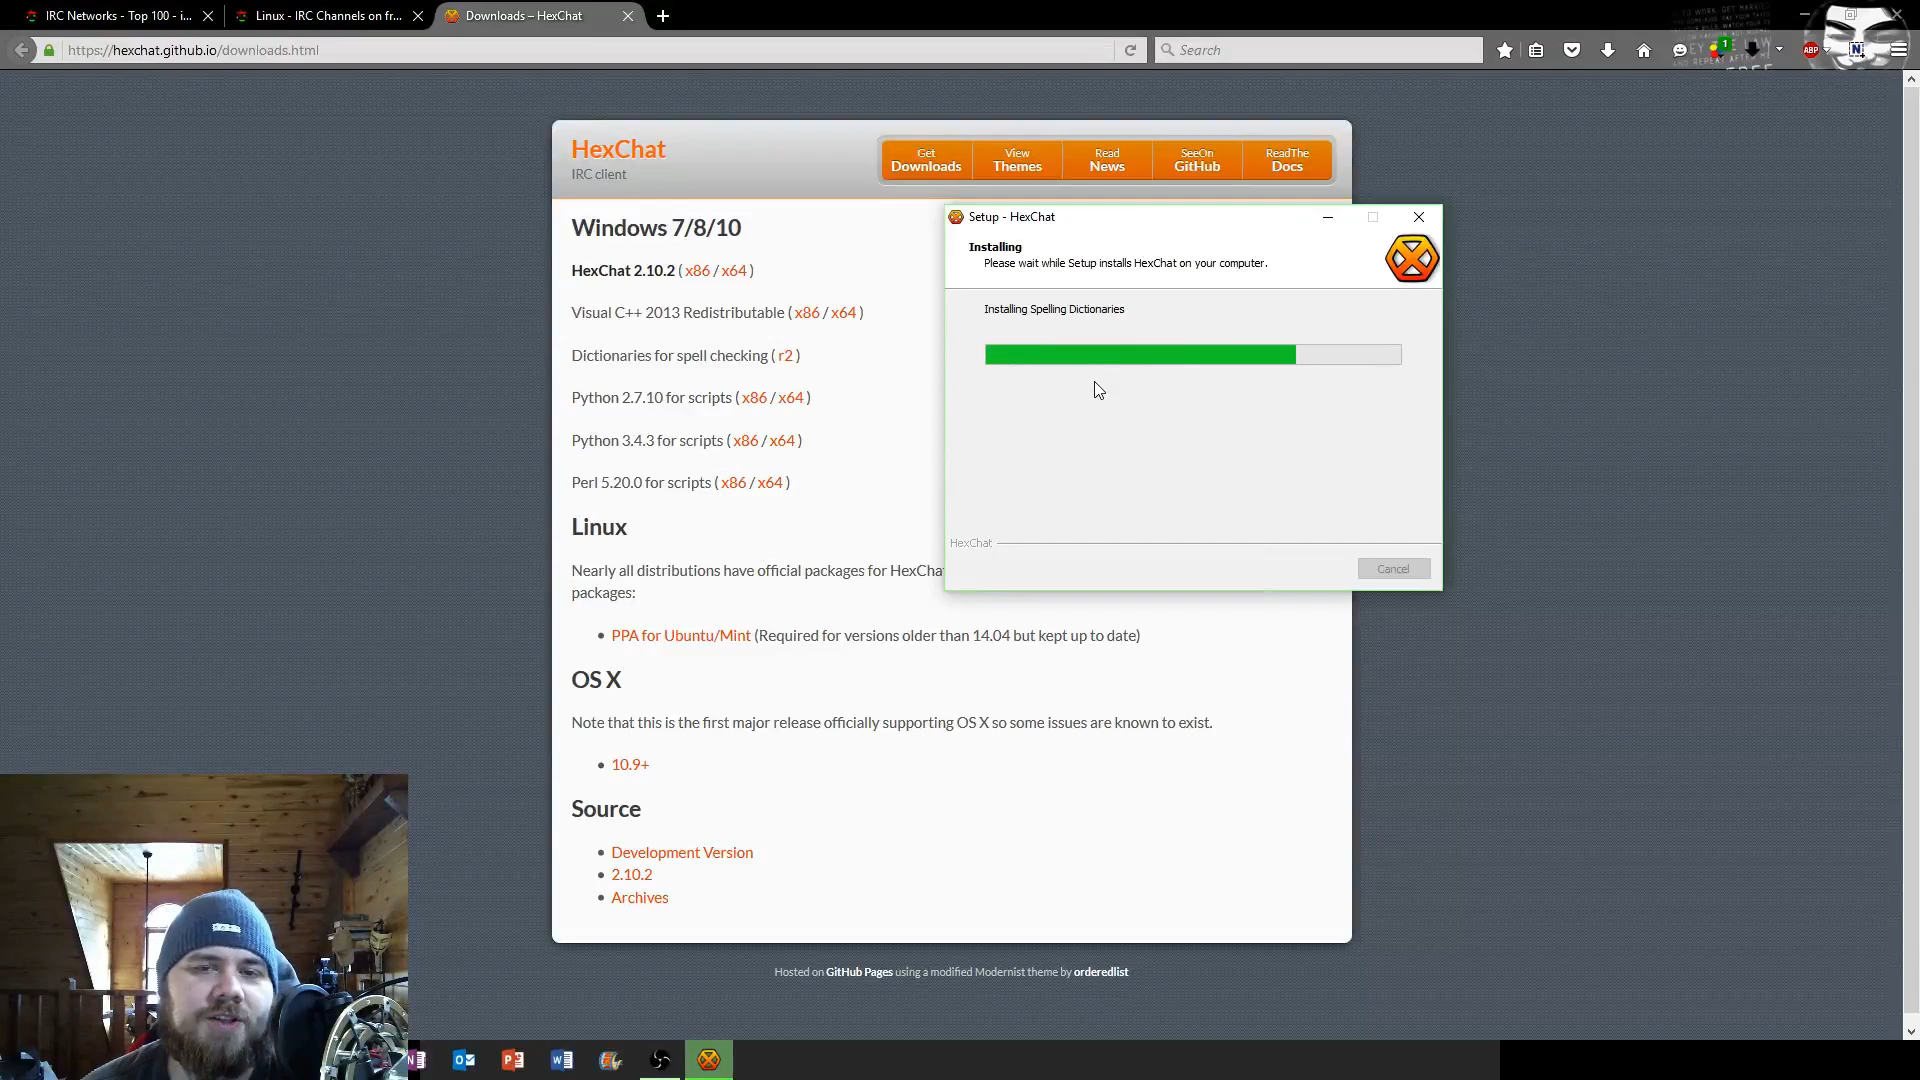 IRC Networks - Top 100 - i...
Linux - IRC Channels on fr...
Downloads – HexChat
https://hexchat.github.io/downloads.html
Search
1
ABP
HexChat
IRC client
Get Downloads
View Themes
Read News
SeeOn GitHub
ReadThe Docs
Windows 7/8/10
HexChat 2.10.2 ( x86 / x64 )
Visual C++ 2013 Redistributable ( x86 / x64 )
Dictionaries for spell checking ( r2 )
Python 2.7.10 for scripts ( x86 / x64 )
Python 3.4.3 for scripts ( x86 / x64 )
Perl 5.20.0 for scripts ( x86 / x64 )
Linux
Nearly all distributions have official packages for HexCha
packages:
PPA for Ubuntu/Mint (Required for versions older than 14.04 but kept up to date)
OS X
Note that this is the first major release officially supporting OS X so some issues are known to exist.
10.9+
Source
Development Version
2.10.2
Archives
Hosted on GitHub Pages using a modified Modernist theme by orderedlist
Setup - HexChat
Installing
Please wait while Setup installs HexChat on your computer.
Installing Spelling Dictionaries
HexChat
Cancel